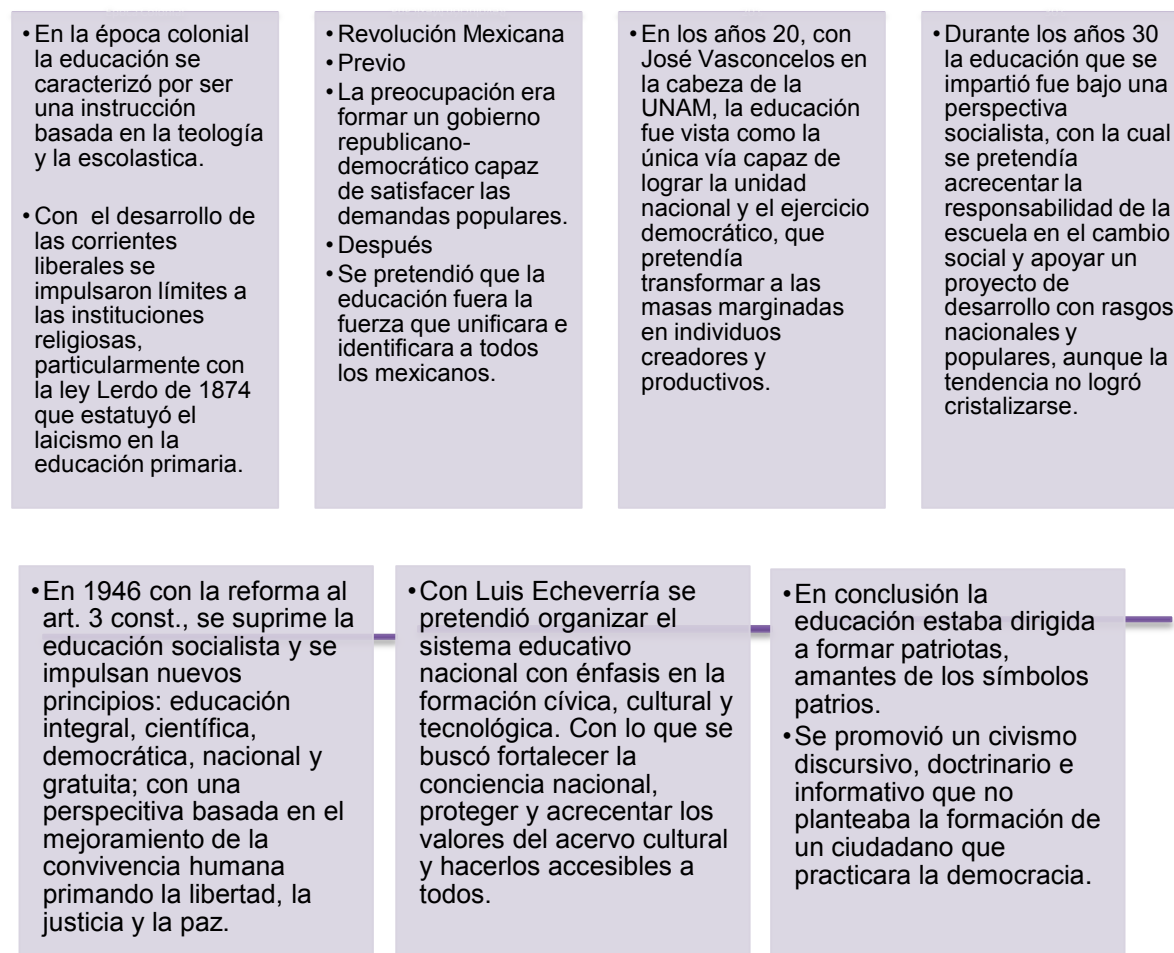 • En la época colonial
la educación se
caracterizó por ser
una instrucción
basada en la teología
y la escolastica.
• Con el desarrollo de
las corrientes
liberales se
impulsaron límites a
las instituciones
religiosas,
particularmente con
la ley Lerdo de 1874
que estatuyó el
laicismo en la
educación primaria.
• Revolución Mexicana
• Previo
• La preocupación era
formar un gobierno
republicano-
democrático capaz
de satisfacer las
demandas populares.
• Después
• Se pretendió que la
educación fuera la
fuerza que unificara e
identificara a todos
los mexicanos.
• En los años 20, con
José Vasconcelos en
la cabeza de la
UNAM, la educación
fue vista como la
única vía capaz de
lograr la unidad
nacional y el ejercicio
democrático, que
pretendía
transformar a las
masas marginadas
en individuos
creadores y
productivos.
• Durante los años 30
la educación que se
impartió fue bajo una
perspectiva
socialista, con la cual
se pretendía
acrecentar la
responsabilidad de la
escuela en el cambio
social y apoyar un
proyecto de
desarrollo con rasgos
nacionales y
populares, aunque la
tendencia no logró
cristalizarse.
• En 1946 con la reforma al
art. 3 const., se suprime la
educación socialista y se
impulsan nuevos
principios: educación
integral, científica,
democrática, nacional y
gratuita; con una
perspecitiva basada en el
mejoramiento de la
convivencia humana
primando la libertad, la
justicia y la paz.
• Con Luis Echeverría se
pretendió organizar el
sistema educativo
nacional con énfasis en la
formación cívica, cultural y
tecnológica. Con lo que se
buscó fortalecer la
conciencia nacional,
proteger y acrecentar los
valores del acervo cultural
y hacerlos accesibles a
todos.
• En conclusión la
educación estaba dirigida
a formar patriotas,
amantes de los símbolos
patrios.
• Se promovió un civismo
discursivo, doctrinario e
informativo que no
planteaba la formación de
un ciudadano que
practicara la democracia.